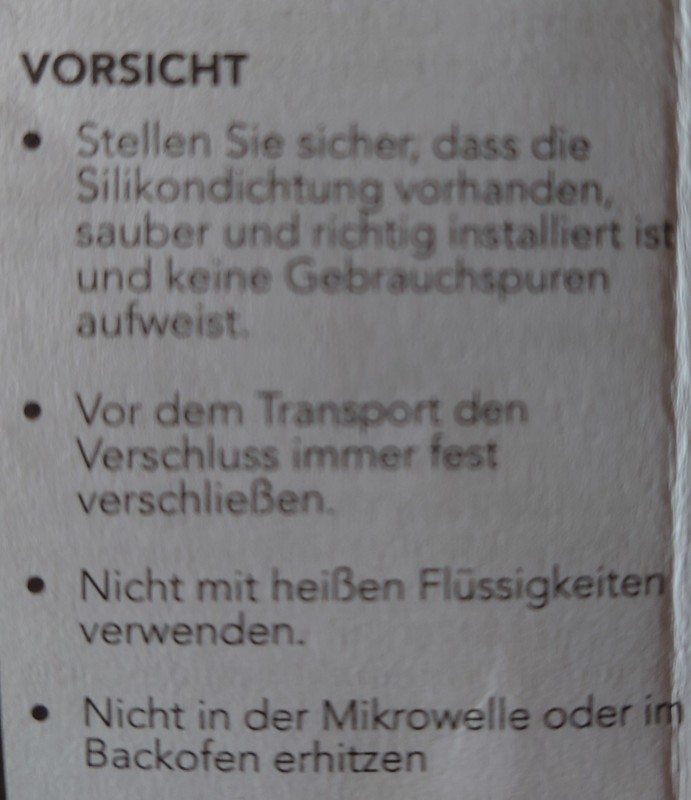 VORSICHT
• Stellen Sie sicher, dass die
Silikondichtung vorhanden,
sauber und richtig installiert ist
und keine Gebrauchspuren
aufweist.
• Vor dem Transport den
Verschluss immer fest
verschließen.
• Nicht mit heißen Flüssigkeiten
verwenden.
• Nicht in der Mikrowelle oder im
Backofen erhitzen